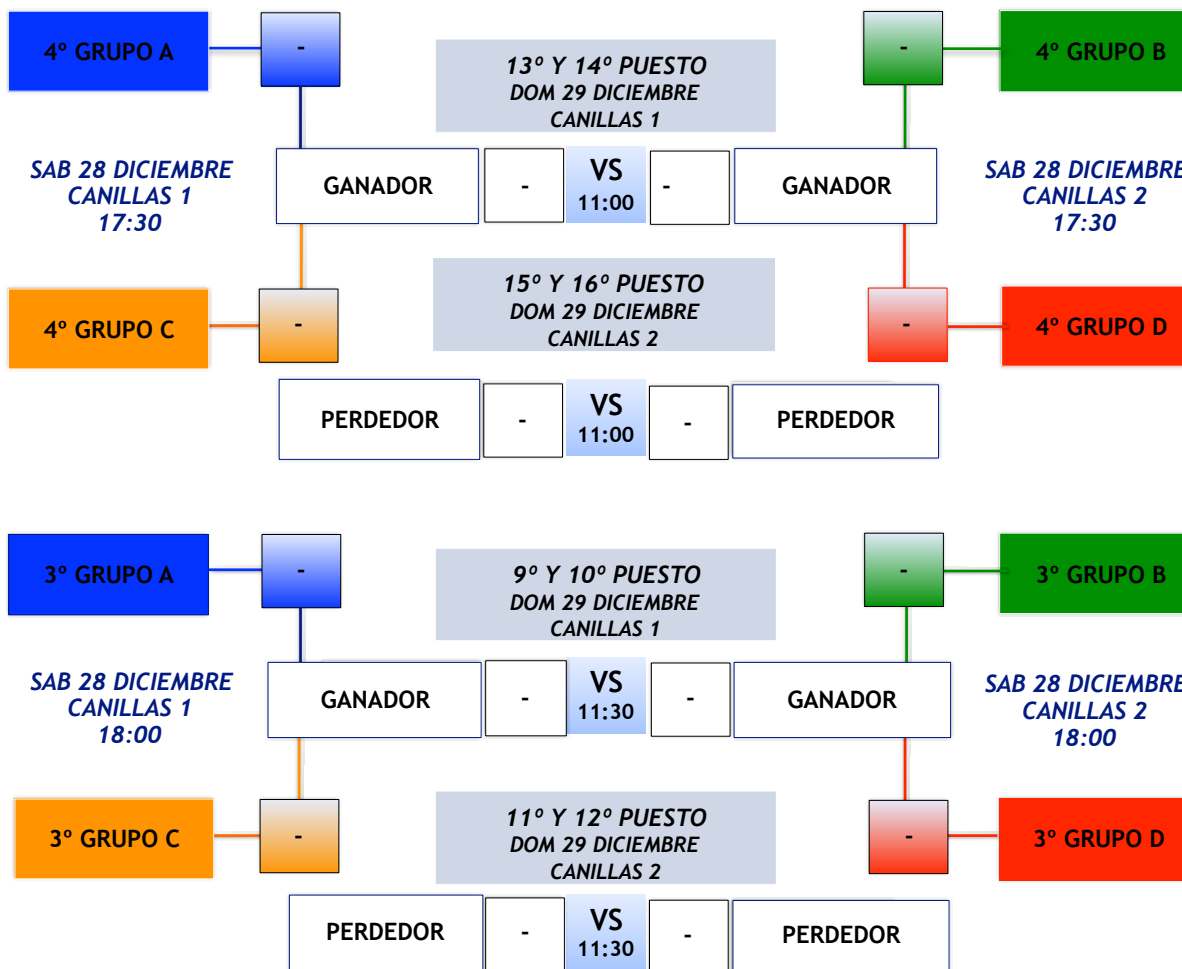 4º GRUPO A
-
13º Y 14º PUESTO
DOM 29 DICIEMBRE
CANILLAS 1
-
4º GRUPO B
SAB 28 DICIEMBRE
CANILLAS 1
17:30
GANADOR
-
VS
11:00
-
GANADOR
SAB 28 DICIEMBRE
CANILLAS 2
17:30
4º GRUPO C
-
15º Y 16º PUESTO
DOM 29 DICIEMBRE
CANILLAS 2
-
4º GRUPO D
PERDEDOR
-
VS
11:00
-
PERDEDOR
3º GRUPO A
-
9º Y 10º PUESTO
DOM 29 DICIEMBRE
CANILLAS 1
-
3º GRUPO B
SAB 28 DICIEMBRE
CANILLAS 1
18:00
GANADOR
-
VS
11:30
-
GANADOR
SAB 28 DICIEMBRE
CANILLAS 2
18:00
3º GRUPO C
-
11º Y 12º PUESTO
DOM 29 DICIEMBRE
CANILLAS 2
-
3º GRUPO D
PERDEDOR
-
VS
11:30
-
PERDEDOR